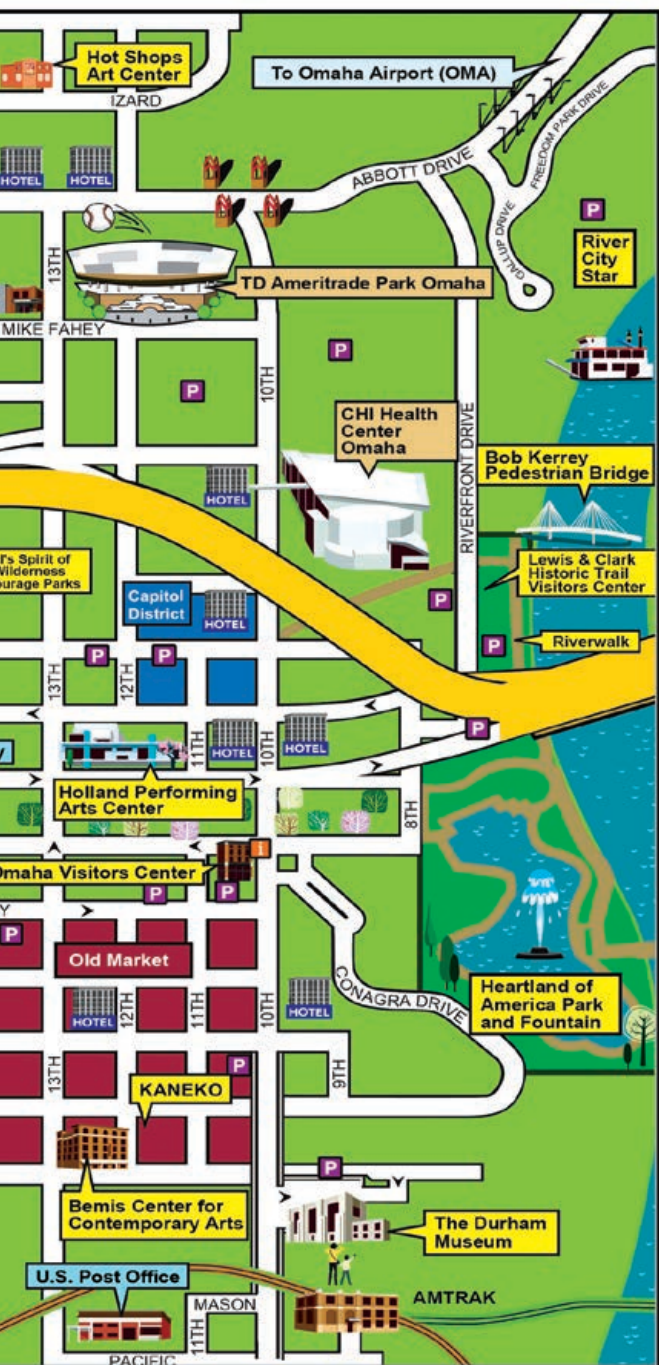 Hot Shops
Art Center
To Omaha Airport (OMA)
IZARD
FREEDOM PARK DRIVE
HOTEL
HOTEL
ABBOTT DRIVE
P
GALLUP DRIVE
River
City
Star
13TH
TD Ameritrade Park Omaha
MIKE FAHEY
P
P
10TH
CHI Health
Center
Omaha
RIVERFRONT DRIVE
Bob Kerrey
Pedestrian Bridge
HOTEL
l's Spirit of
Wilderness
ourage Parks
Lewis & Clark
Historic Trail
Visitors Center
Capitol
District
HOTEL
P
P
Riverwalk
P
P
13TH
12TH
P
11TH
HOTEL
10TH
HOTEL
y
Holland Performing
Arts Center
8TH
i
Omaha Visitors Center
P
P
Y
P
Old Market
HOTEL
12TH
11TH
10TH
HOTEL
CONAGRA DRIVE
Heartland of
America Park
and Fountain
13TH
P
9TH
KANEKO
P
Bemis Center for
Contemporary Arts
The Durham
Museum
U.S. Post Office
MASON
AMTRAK
11TH
PACIFIC